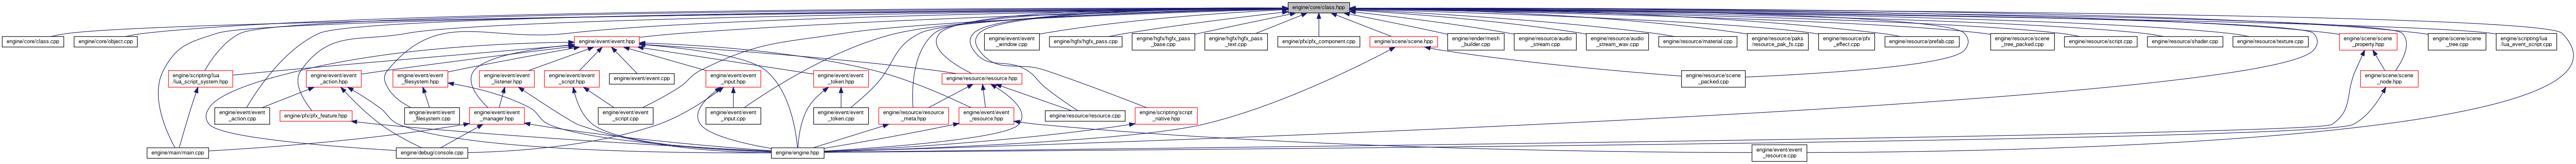 engine/core/class.hpp
engine/core/class.cpp
engine/core/object.cpp
engine/event/event.hpp
engine/event/event
_window.cpp
engine/hgfx/hgfx_pass.cpp
engine/hgfx/hgfx_pass
_base.cpp
engine/hgfx/hgfx_pass
_text.cpp
engine/pfx/pfx_component.cpp
engine/scene/scene.hpp
engine/render/mesh
_builder.cpp
engine/resource/audio
_stream.cpp
engine/resource/audio
_stream_wav.cpp
engine/resource/material.cpp
engine/resource/paks
/resource_pak_fs.cpp
engine/resource/pfx
_effect.cpp
engine/resource/prefab.cpp
engine/resource/scene
_tree_packed.cpp
engine/resource/script.cpp
engine/resource/shader.cpp
engine/resource/texture.cpp
engine/scene/scene
_property.hpp
engine/scene/scene
_tree.cpp
engine/scripting/lua
/lua_event_script.cpp
engine/scripting/lua
/lua_script_system.hpp
engine/event/event
_action.hpp
engine/event/event
_filesystem.hpp
engine/event/event
_listener.hpp
engine/event/event
_script.hpp
engine/event/event.cpp
engine/event/event
_input.hpp
engine/event/event
_token.hpp
engine/resource/resource.hpp
engine/resource/scene
_packed.cpp
engine/scene/scene
_node.hpp
engine/event/event
_action.cpp
engine/pfx/pfx_feature.hpp
engine/event/event
_filesystem.cpp
engine/event/event
_manager.hpp
engine/event/event
_script.cpp
engine/event/event
_input.cpp
engine/event/event
_token.cpp
engine/resource/resource
_meta.hpp
engine/event/event
_resource.hpp
engine/resource/resource.cpp
engine/scripting/script
_native.hpp
engine/main/main.cpp
engine/debug/console.cpp
engine/engine.hpp
engine/event/event
_resource.cpp